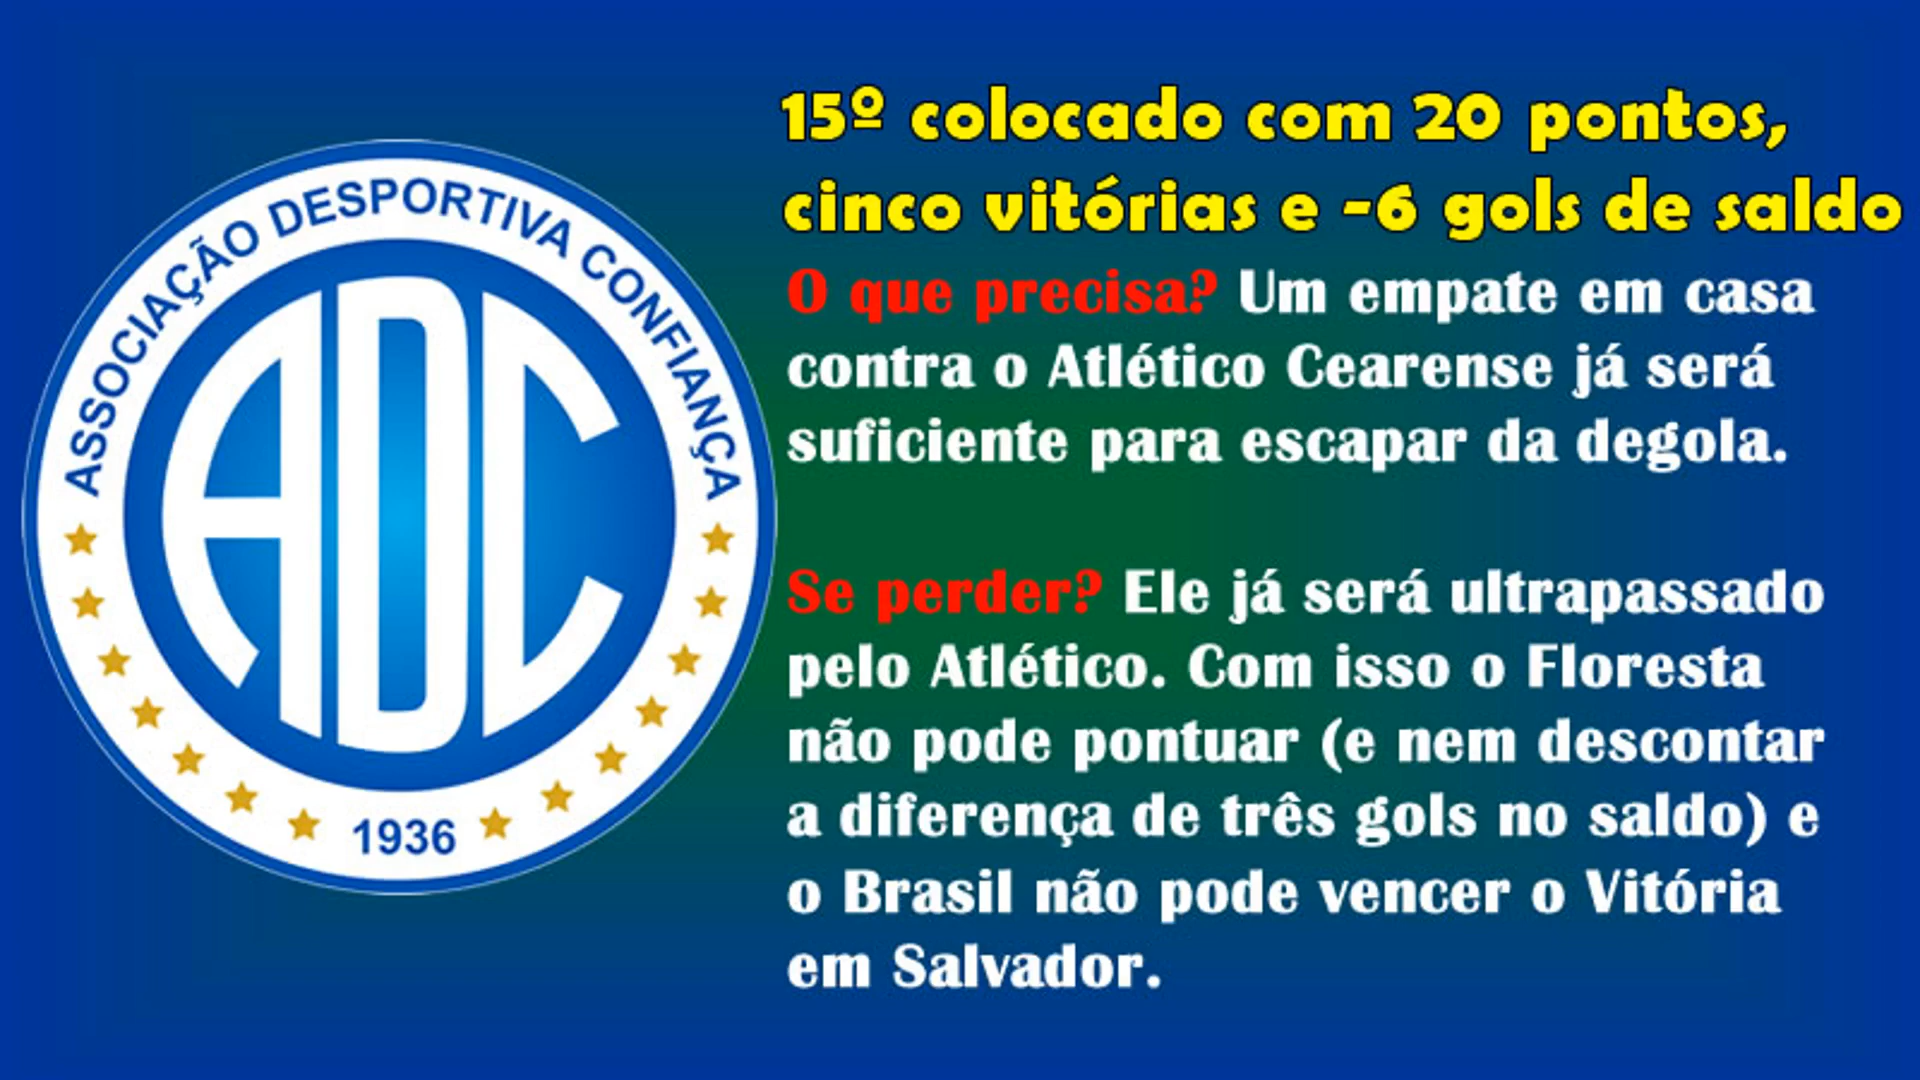 ASSOCIAÇÃO DESPORTIVA CONFIANÇA
ADC
1936
15º colocado com 20 pontos,
cinco vitórias e -6 gols de saldo
O que precisa? Um empate em casa
contra o Atlético Cearense já será
suficiente para escapar da degola.
Se perder? Ele já será ultrapassado
pelo Atlético. Com isso o Floresta
não pode pontuar (e nem descontar
a diferença de três gols no saldo) e
o Brasil não pode vencer o Vitória
em Salvador.